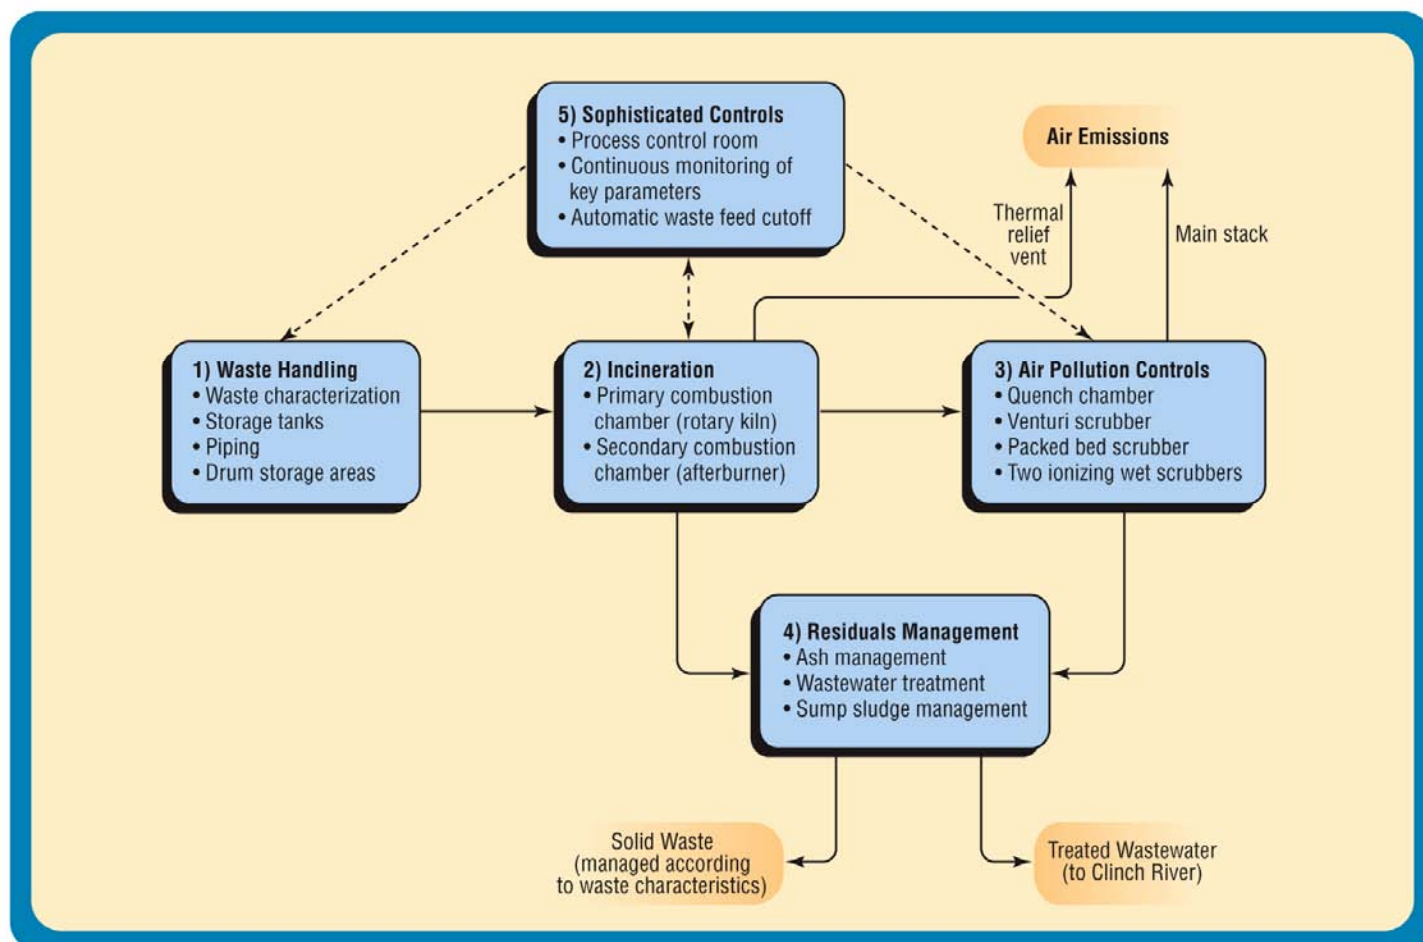 5) Sophisticated Controls
• Process control room
• Continuous monitoring of
key parameters
• Automatic waste feed cutoff
Air Emissions
Thermal
relief
vent
Main stack
1) Waste Handling
• Waste characterization
• Storage tanks
• Piping
• Drum storage areas
2) Incineration
• Primary combustion
chamber (rotary kiln)
• Secondary combustion
chamber (afterburner)
3) Air Pollution Controls
• Quench chamber
• Venturi scrubber
• Packed bed scrubber
• Two ionizing wet scrubbers
4) Residuals Management
• Ash management
• Wastewater treatment
• Sump sludge management
Solid Waste
(managed according
to waste characteristics)
Treated Wastewater
(to Clinch River)